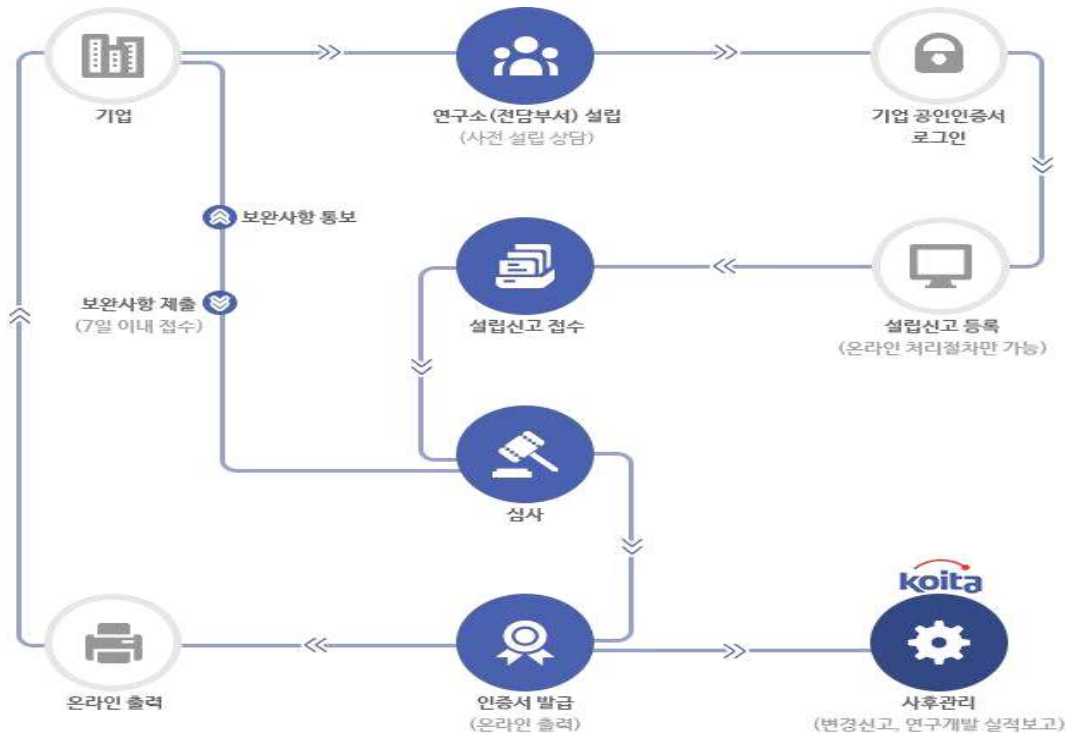 기업
연구소(전담부서) 설립
(사전 설립 상담)
기업 공인인증서
로그인
보완사항 통보
보완사항 제출
(7일 이내 접수)
설립신고 접수
설립신고 등록
(온라인 처리절차만 가능)
심사
koita
온라인 출력
인증서 발급
(온라인 출력)
사후관리
(변경신고, 연구개발 실적보고)